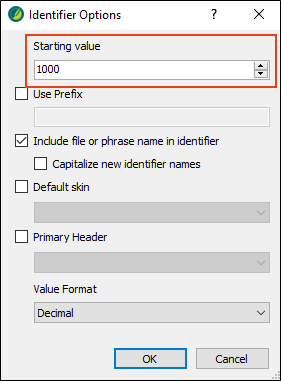 Identifier Options
Starting value
1000
Use Prefix
Include file or phrase name in identifier
Capitalize new identifier names
Default skin
Primary Header
Value Format
Decimal
OK
Cancel